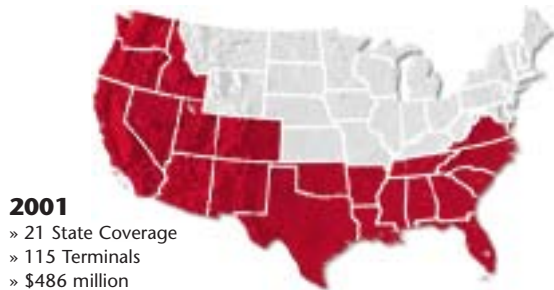 2001
» 21 State Coverage
» 115 Terminals
» $486 million